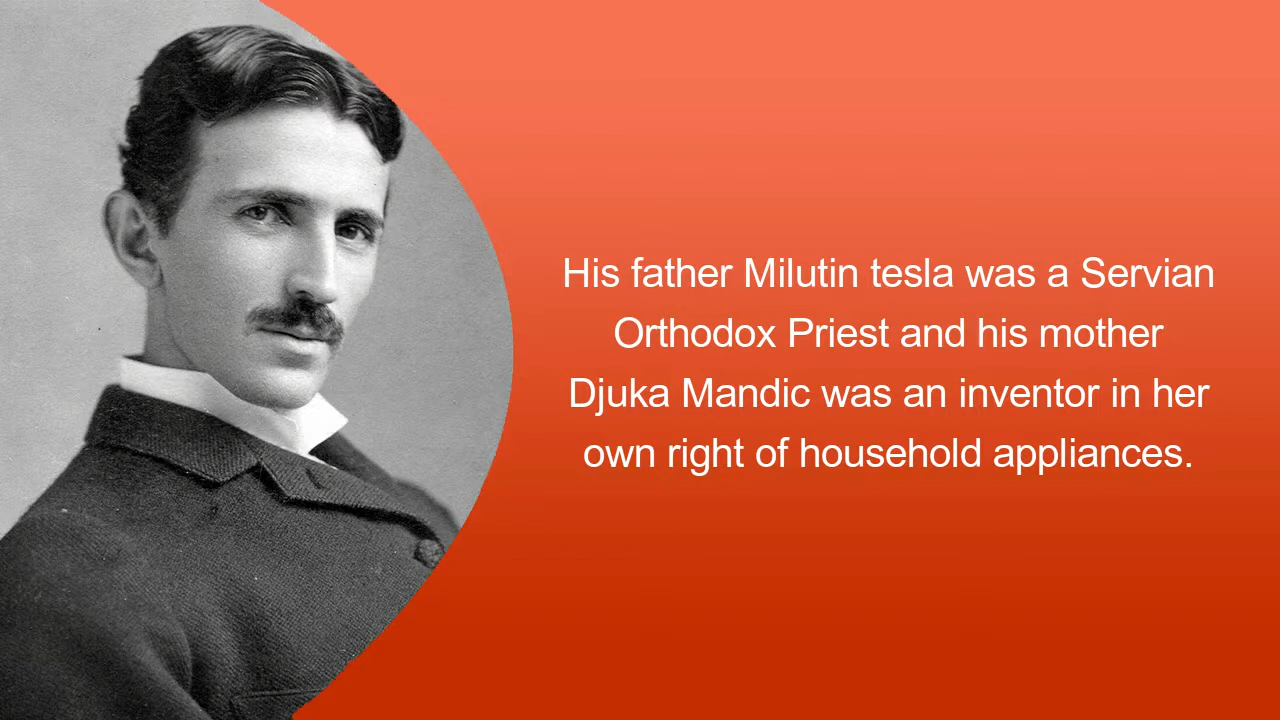 His father Milutin tesla was a Servian
Orthodox Priest and his mother
Djuka Mandic was an inventor in her
own right of household appliances.